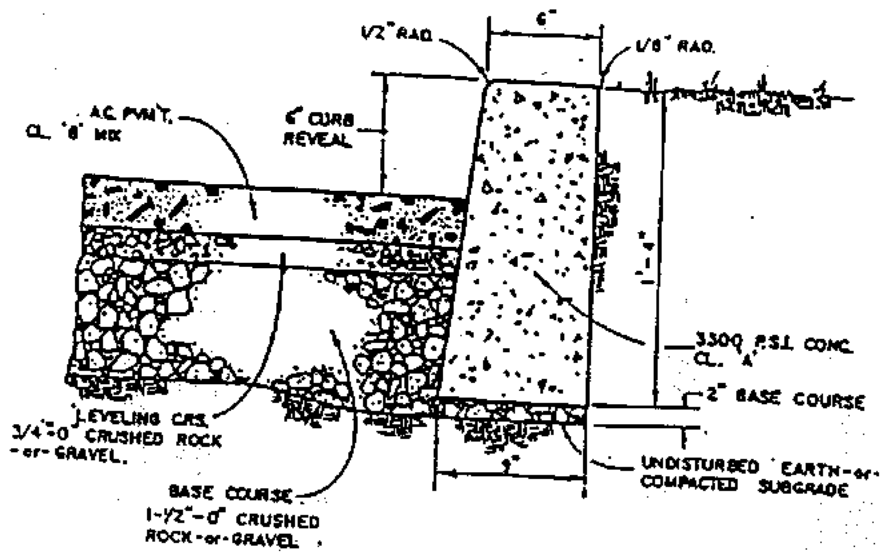 6"
1/2" RAD.
1/8" RAD.
A.C. PVM'T.
CL. "B" MIX
6" CURB
REVEAL
1'-4"
3300 P.S.I. CONC.
CL. "A"
2" BASE COURSE
LEVELING CRS.
3/4"-0" CRUSHED ROCK
-or- GRAVEL.
9"
UNDISTURBED EARTH-or-
COMPACTED SUBGRADE
BASE COURSE
1-1/2"-0" CRUSHED
ROCK-or-GRAVEL